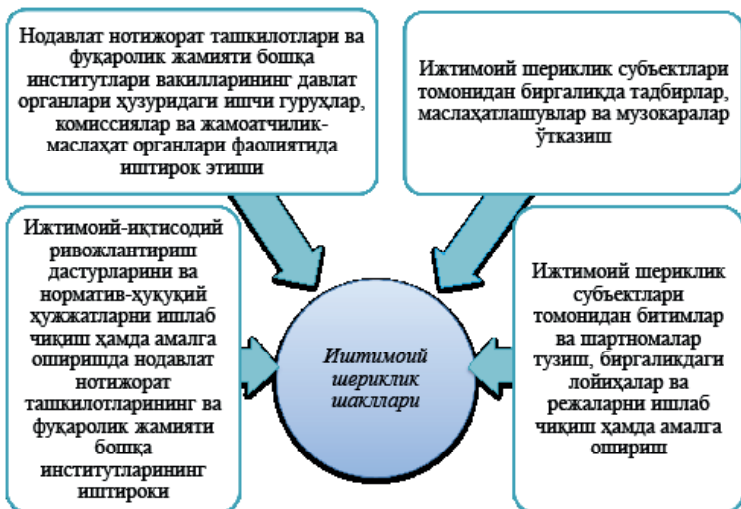 Нодавлат нотижорат ташкилотлари ва
фуқаролик жамияти бошқа
институтлари вакилларининг давлат
органлари ҳузуридаги ишчи гуруҳлар,
комиссиялар ва жамоатчилик-
маслаҳат органлари фаолиятида
иштирок этиши
Ижтимоий шериклик субъектлари
томонидан биргаликда тадбирлар,
маслаҳатлашувлар ва музокаралар
ўтказиш
Ижтимоий-иқтисодий
ривожлантириш
дастурларини ва
норматив-ҳуқуқий
ҳужжатларни ишлаб
чиқиш ҳамда амалга
оширишда нодавлат
нотижорат
ташкилотларининг ва
фуқаролик жамияти
бошқа
институтларининг
иштироки
Иштимоий
шериклик
шакллари
Ижтимоий шериклик
субъектлари
томонидан битимлар
ва шартномалар
тузиш, биргаликдаги
лойиҳалар ва
режаларни ишлаб
чиқиш ҳамда амалга
ошириш